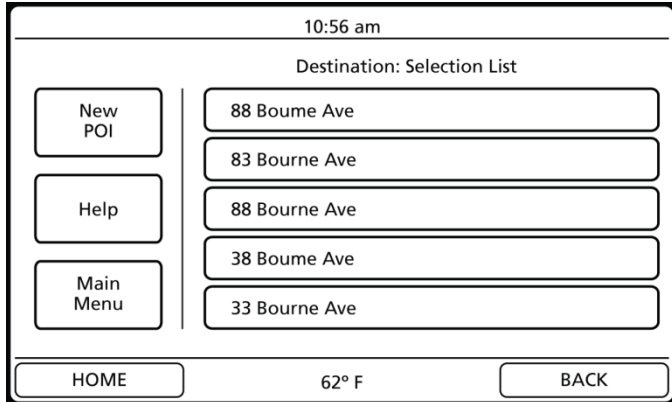 10:56 am
Destination: Selection List
New
POI
Help
Main
Menu
88 Boume Ave
83 Bourne Ave
88 Bourne Ave
38 Boume Ave
33 Bourne Ave
HOME
62° F
BACK